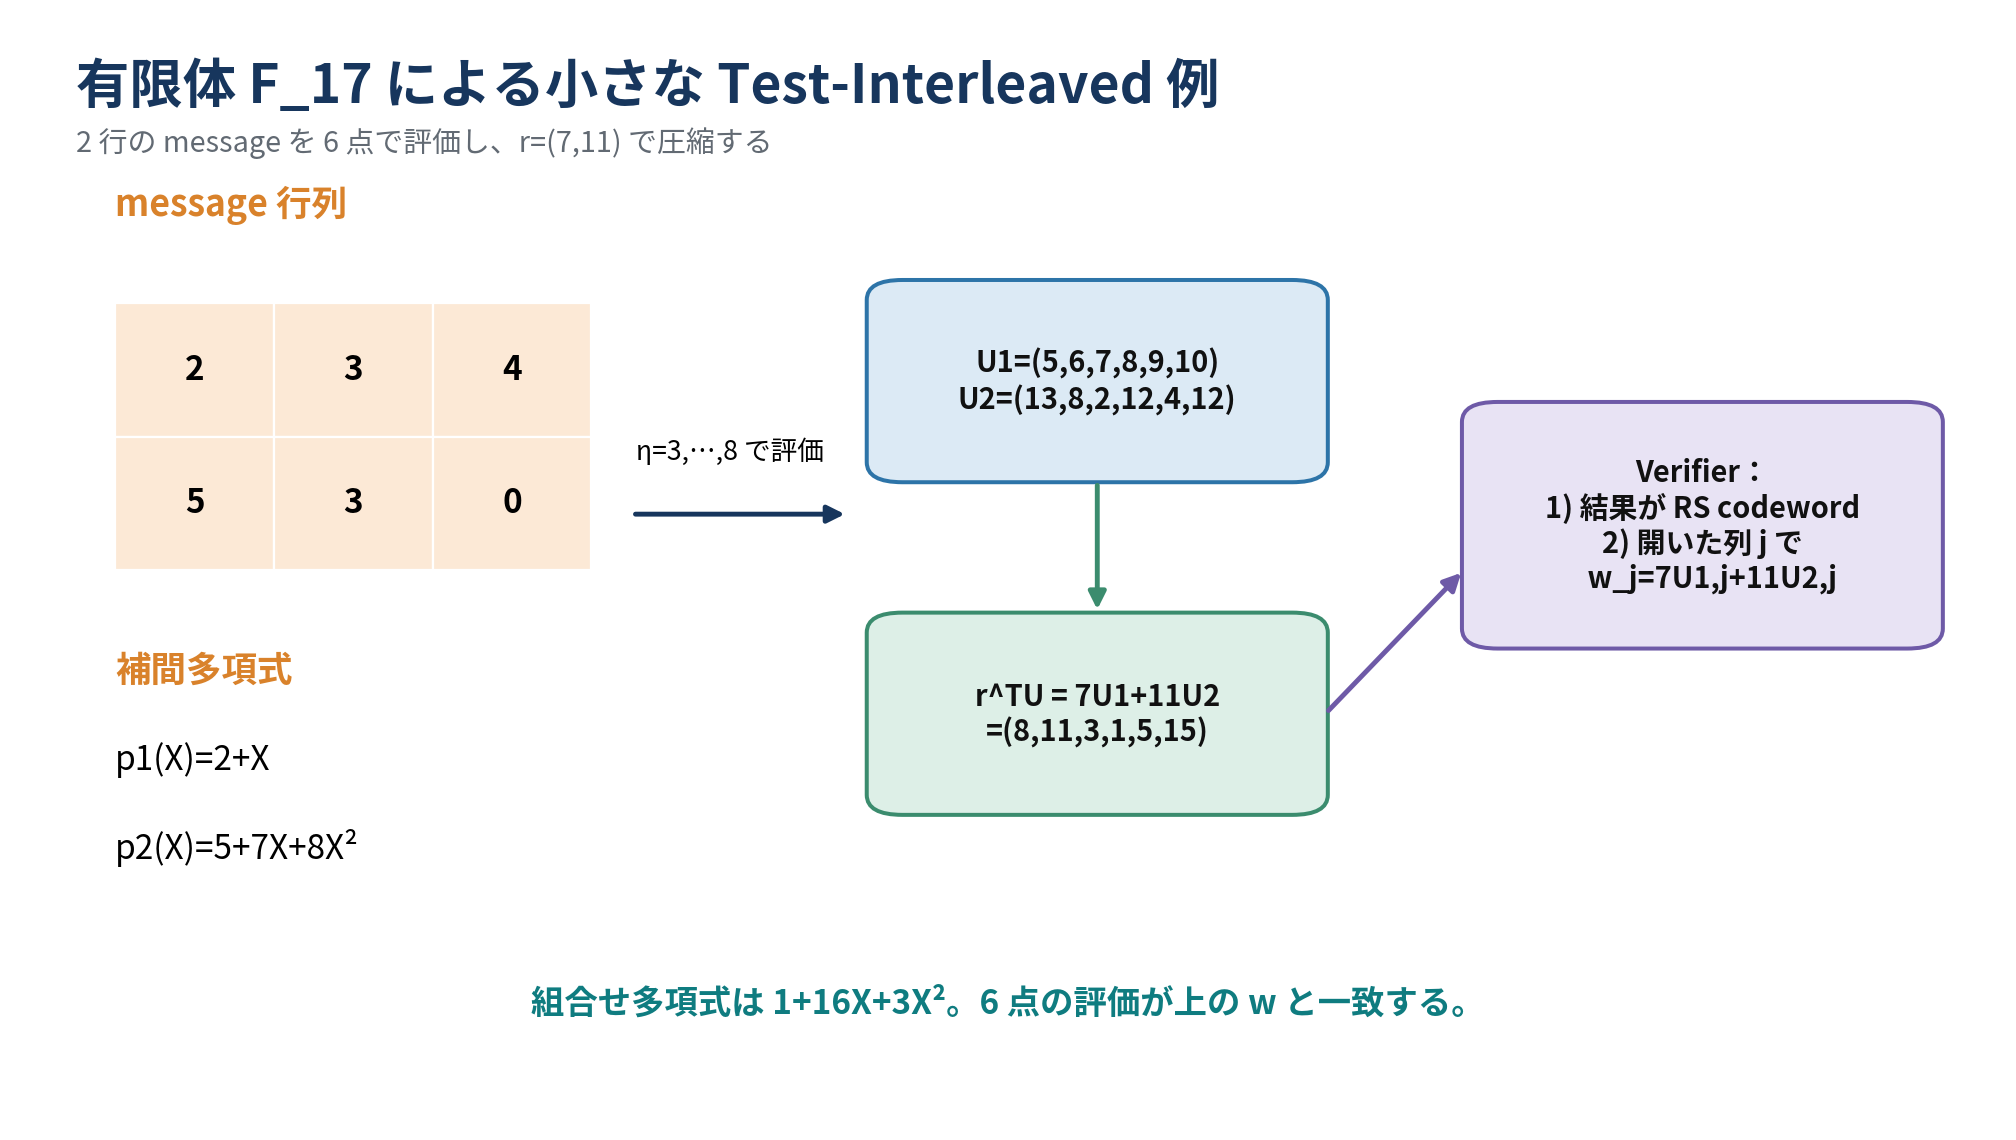 有限体 F_17 による小さな Test-Interleaved 例
2 行の message を 6 点で評価し、r=(7,11) で圧縮する
message 行列
2 3 4
5 3 0
補間多項式
p1(X)=2+X
p2(X)=5+7X+8X²
η=3,⋯,8 で評価
U1=(5,6,7,8,9,10)
U2=(13,8,2,12,4,12)
r^TU = 7U1+11U2
=(8,11,3,1,5,15)
Verifier：
1) 結果が RS codeword
2) 開いた列 j で
w_j=7U1,j+11U2,j
組合せ多項式は 1+16X+3X²。6 点の評価が上の w と一致する。